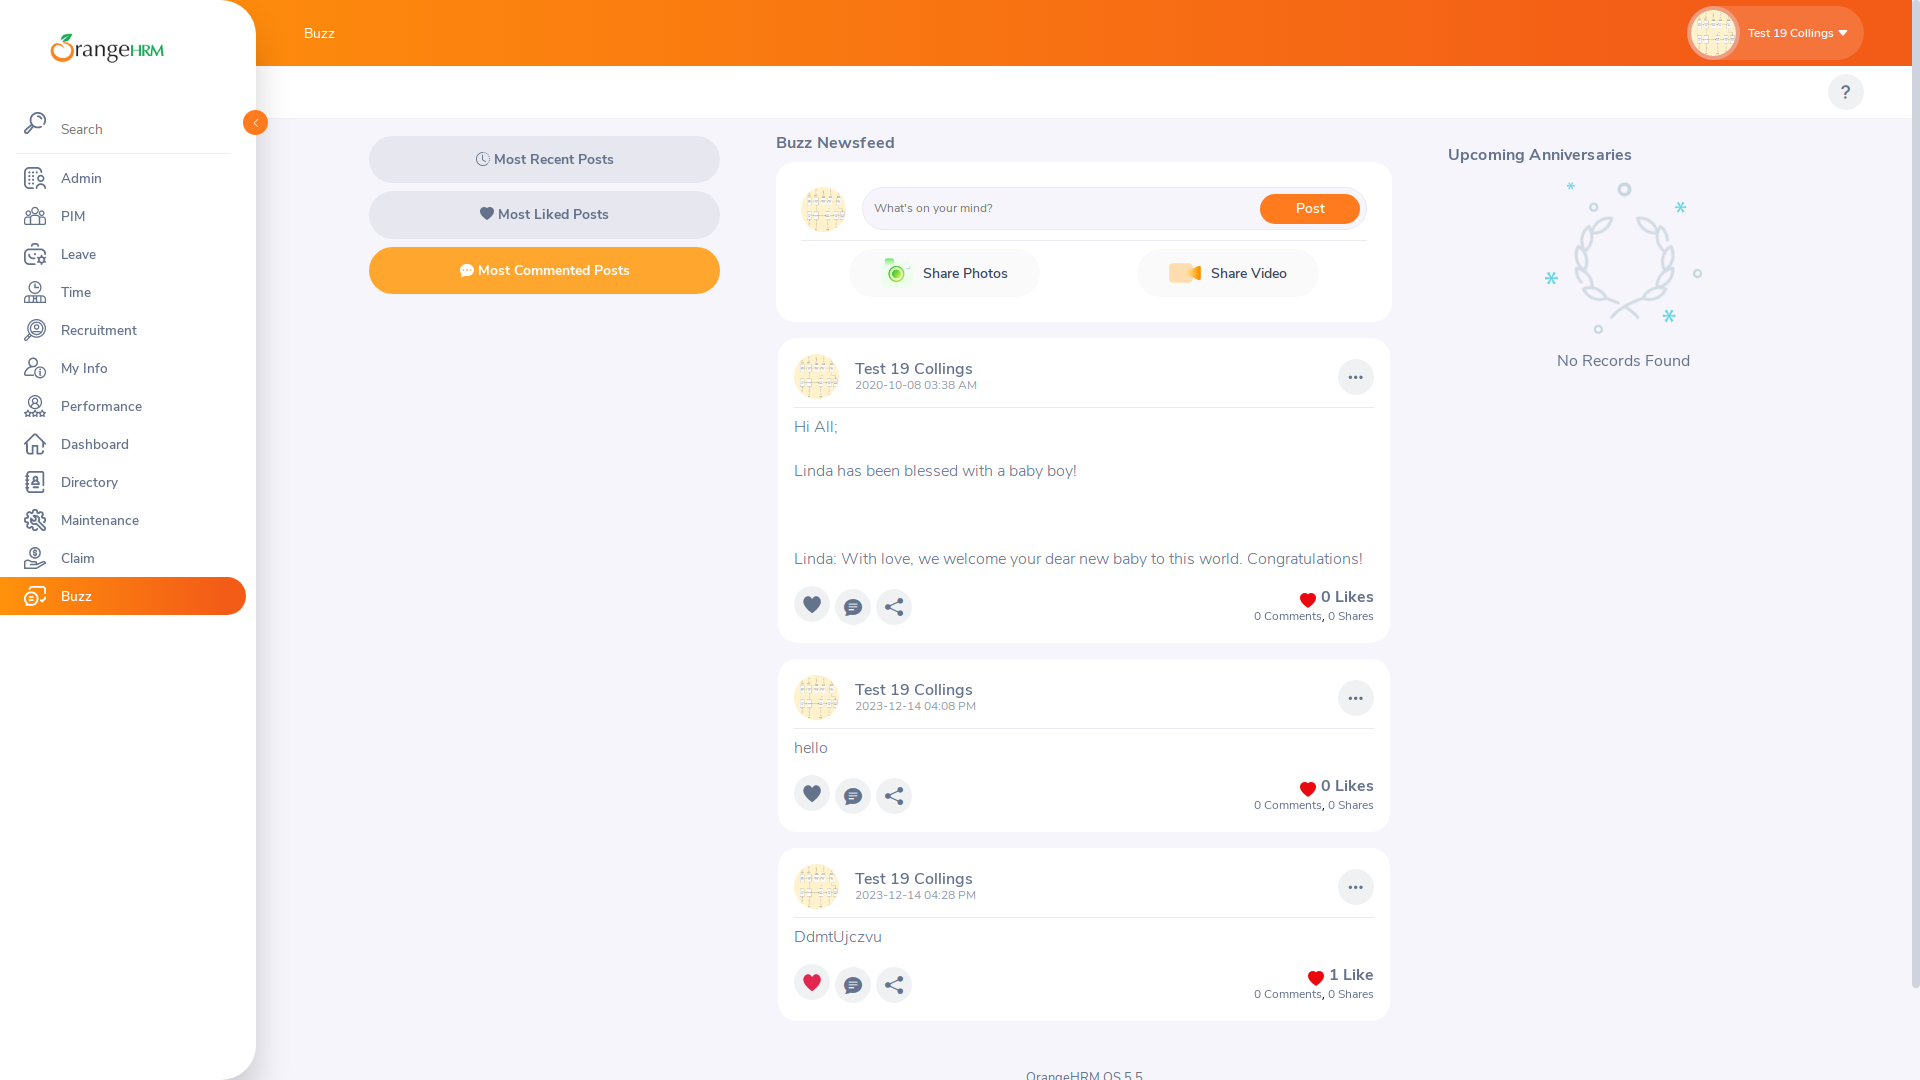 OrangeHRM
Search
Admin
PIM
Leave
Time
Recruitment
My Info
Performance
Dashboard
Directory
Maintenance
Claim
Buzz
Buzz
Test 19 Collings
?
Most Recent Posts
Most Liked Posts
Most Commented Posts
Buzz Newsfeed
What's on your mind?
Post
Share Photos
Share Video
Test 19 Collings
2020-10-08 03:38 AM
Hi All;
Linda has been blessed with a baby boy!
Linda: With love, we welcome your dear new baby to this world. Congratulations!
0 Likes
0 Comments, 0 Shares
Test 19 Collings
2023-12-14 04:08 PM
hello
0 Likes
0 Comments, 0 Shares
Test 19 Collings
2023-12-14 04:28 PM
DdmtUjczvu
1 Like
0 Comments, 0 Shares
Upcoming Anniversaries
No Records Found
OrangeHRM OS 5.5